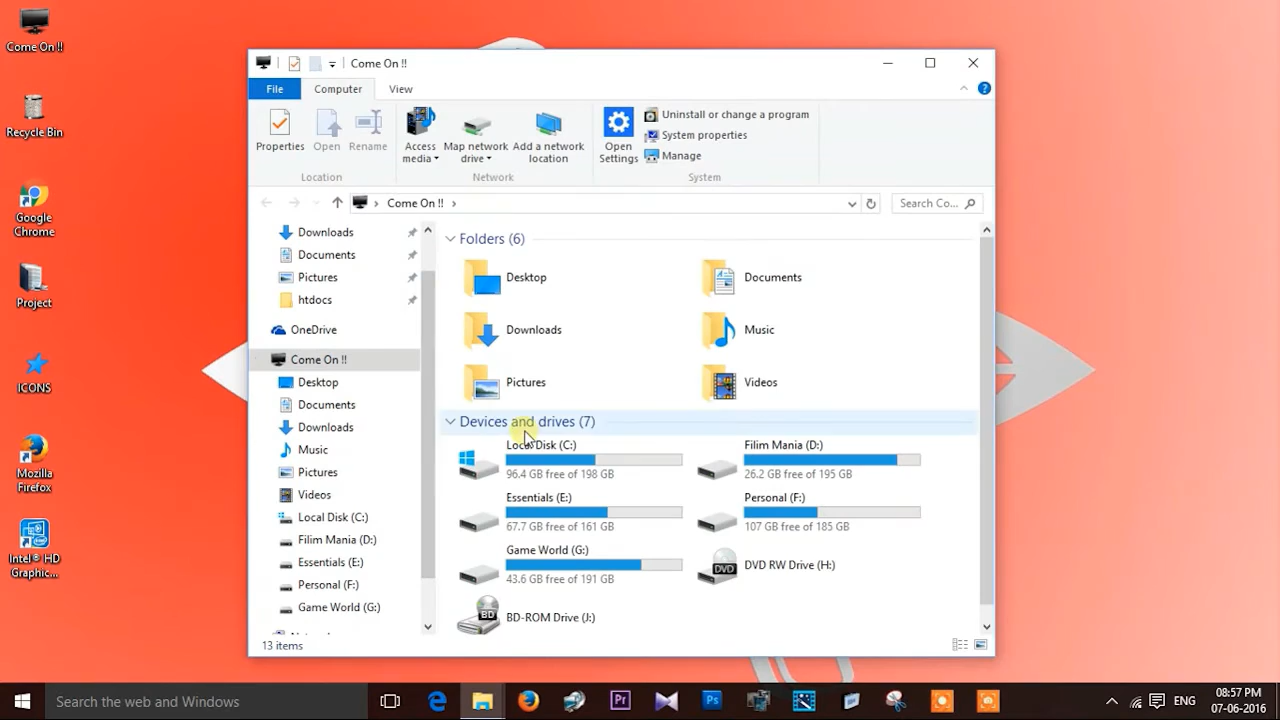 Come On !!
Recycle Bin
Google
Chrome
Project
ICONS
Mozilla
Firefox
Intel® HD
Graphic...
Come On !!
File
Computer
View
Properties
Open
Rename
Location
Access
media
Map network
drive
Add a network
location
Network
Open
Settings
Uninstall or change a program
System properties
Manage
System
Come On !!
Search Co...
Downloads
Documents
Pictures
htdocs
OneDrive
Come On !!
Desktop
Documents
Downloads
Music
Pictures
Videos
Local Disk (C:)
Filim Mania (D:)
Essentials (E:)
Personal (F:)
Game World (G:)
Folders (6)
Desktop
Documents
Downloads
Music
Pictures
Videos
Devices and drives (7)
Local Disk (C:)
96.4 GB free of 198 GB
Filim Mania (D:)
26.2 GB free of 195 GB
Essentials (E:)
67.7 GB free of 161 GB
Personal (F:)
107 GB free of 185 GB
Game World (G:)
43.6 GB free of 191 GB
DVD
DVD RW Drive (H:)
BD
BD-ROM Drive (J:)
13 items
Search the web and Windows
Pr
Ps
ENG
08:57 PM
07-06-2016